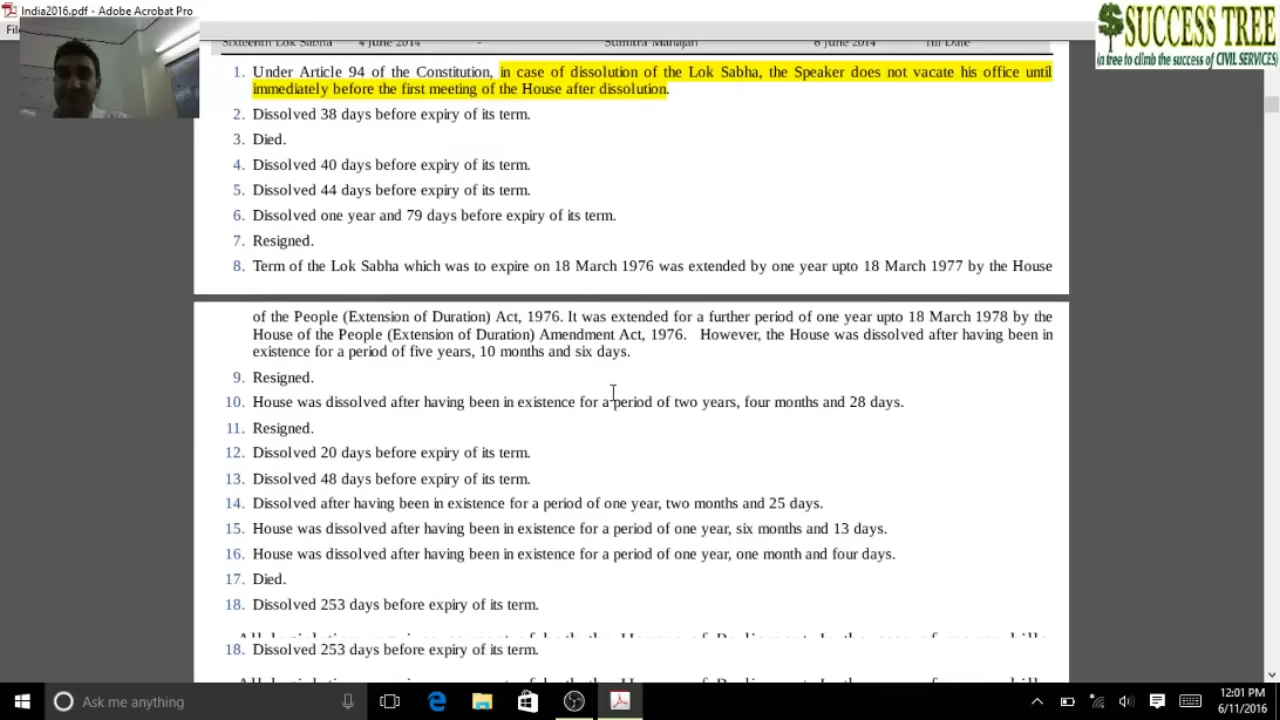 India2016.pdf - Adobe Acrobat Pro
SUCCESS TREE
(a tree to climb the success of CIVIL SERVICES)
Sixteenth Lok Sabha 4 June 2014 - Sumitra Mahajan 6 June 2014 Till Date
1. Under Article 94 of the Constitution, in case of dissolution of the Lok Sabha, the Speaker does not vacate his office until
immediately before the first meeting of the House after dissolution.
2. Dissolved 38 days before expiry of its term.
3. Died.
4. Dissolved 40 days before expiry of its term.
5. Dissolved 44 days before expiry of its term.
6. Dissolved one year and 79 days before expiry of its term.
7. Resigned.
8. Term of the Lok Sabha which was to expire on 18 March 1976 was extended by one year upto 18 March 1977 by the House
of the People (Extension of Duration) Act, 1976. It was extended for a further period of one year upto 18 March 1978 by the
House of the People (Extension of Duration) Amendment Act, 1976. However, the House was dissolved after having been in
existence for a period of five years, 10 months and six days.
9. Resigned.
10. House was dissolved after having been in existence for a period of two years, four months and 28 days.
11. Resigned.
12. Dissolved 20 days before expiry of its term.
13. Dissolved 48 days before expiry of its term.
14. Dissolved after having been in existence for a period of one year, two months and 25 days.
15. House was dissolved after having been in existence for a period of one year, six months and 13 days.
16. House was dissolved after having been in existence for a period of one year, one month and four days.
17. Died.
18. Dissolved 253 days before expiry of its term.
18. Dissolved 253 days before expiry of its term.
Ask me anything
12:01 PM
6/11/2016